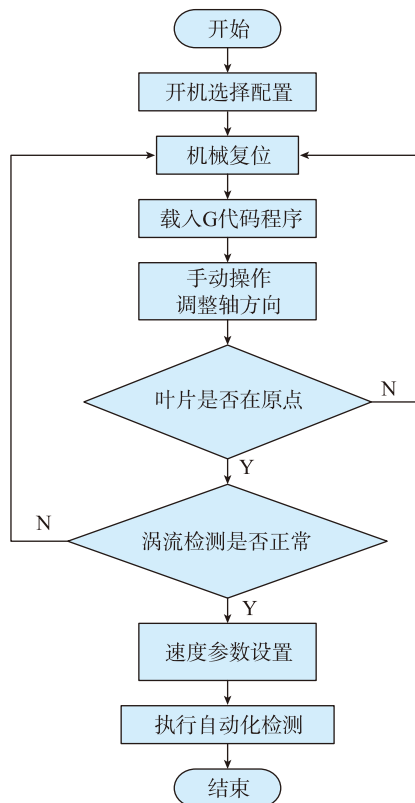 开始
开机选择配置
机械复位
载入G代码程序
手动操作
调整轴方向
叶片是否在原点
N
Y
涡流检测是否正常
N
Y
速度参数设置
执行自动化检测
结束